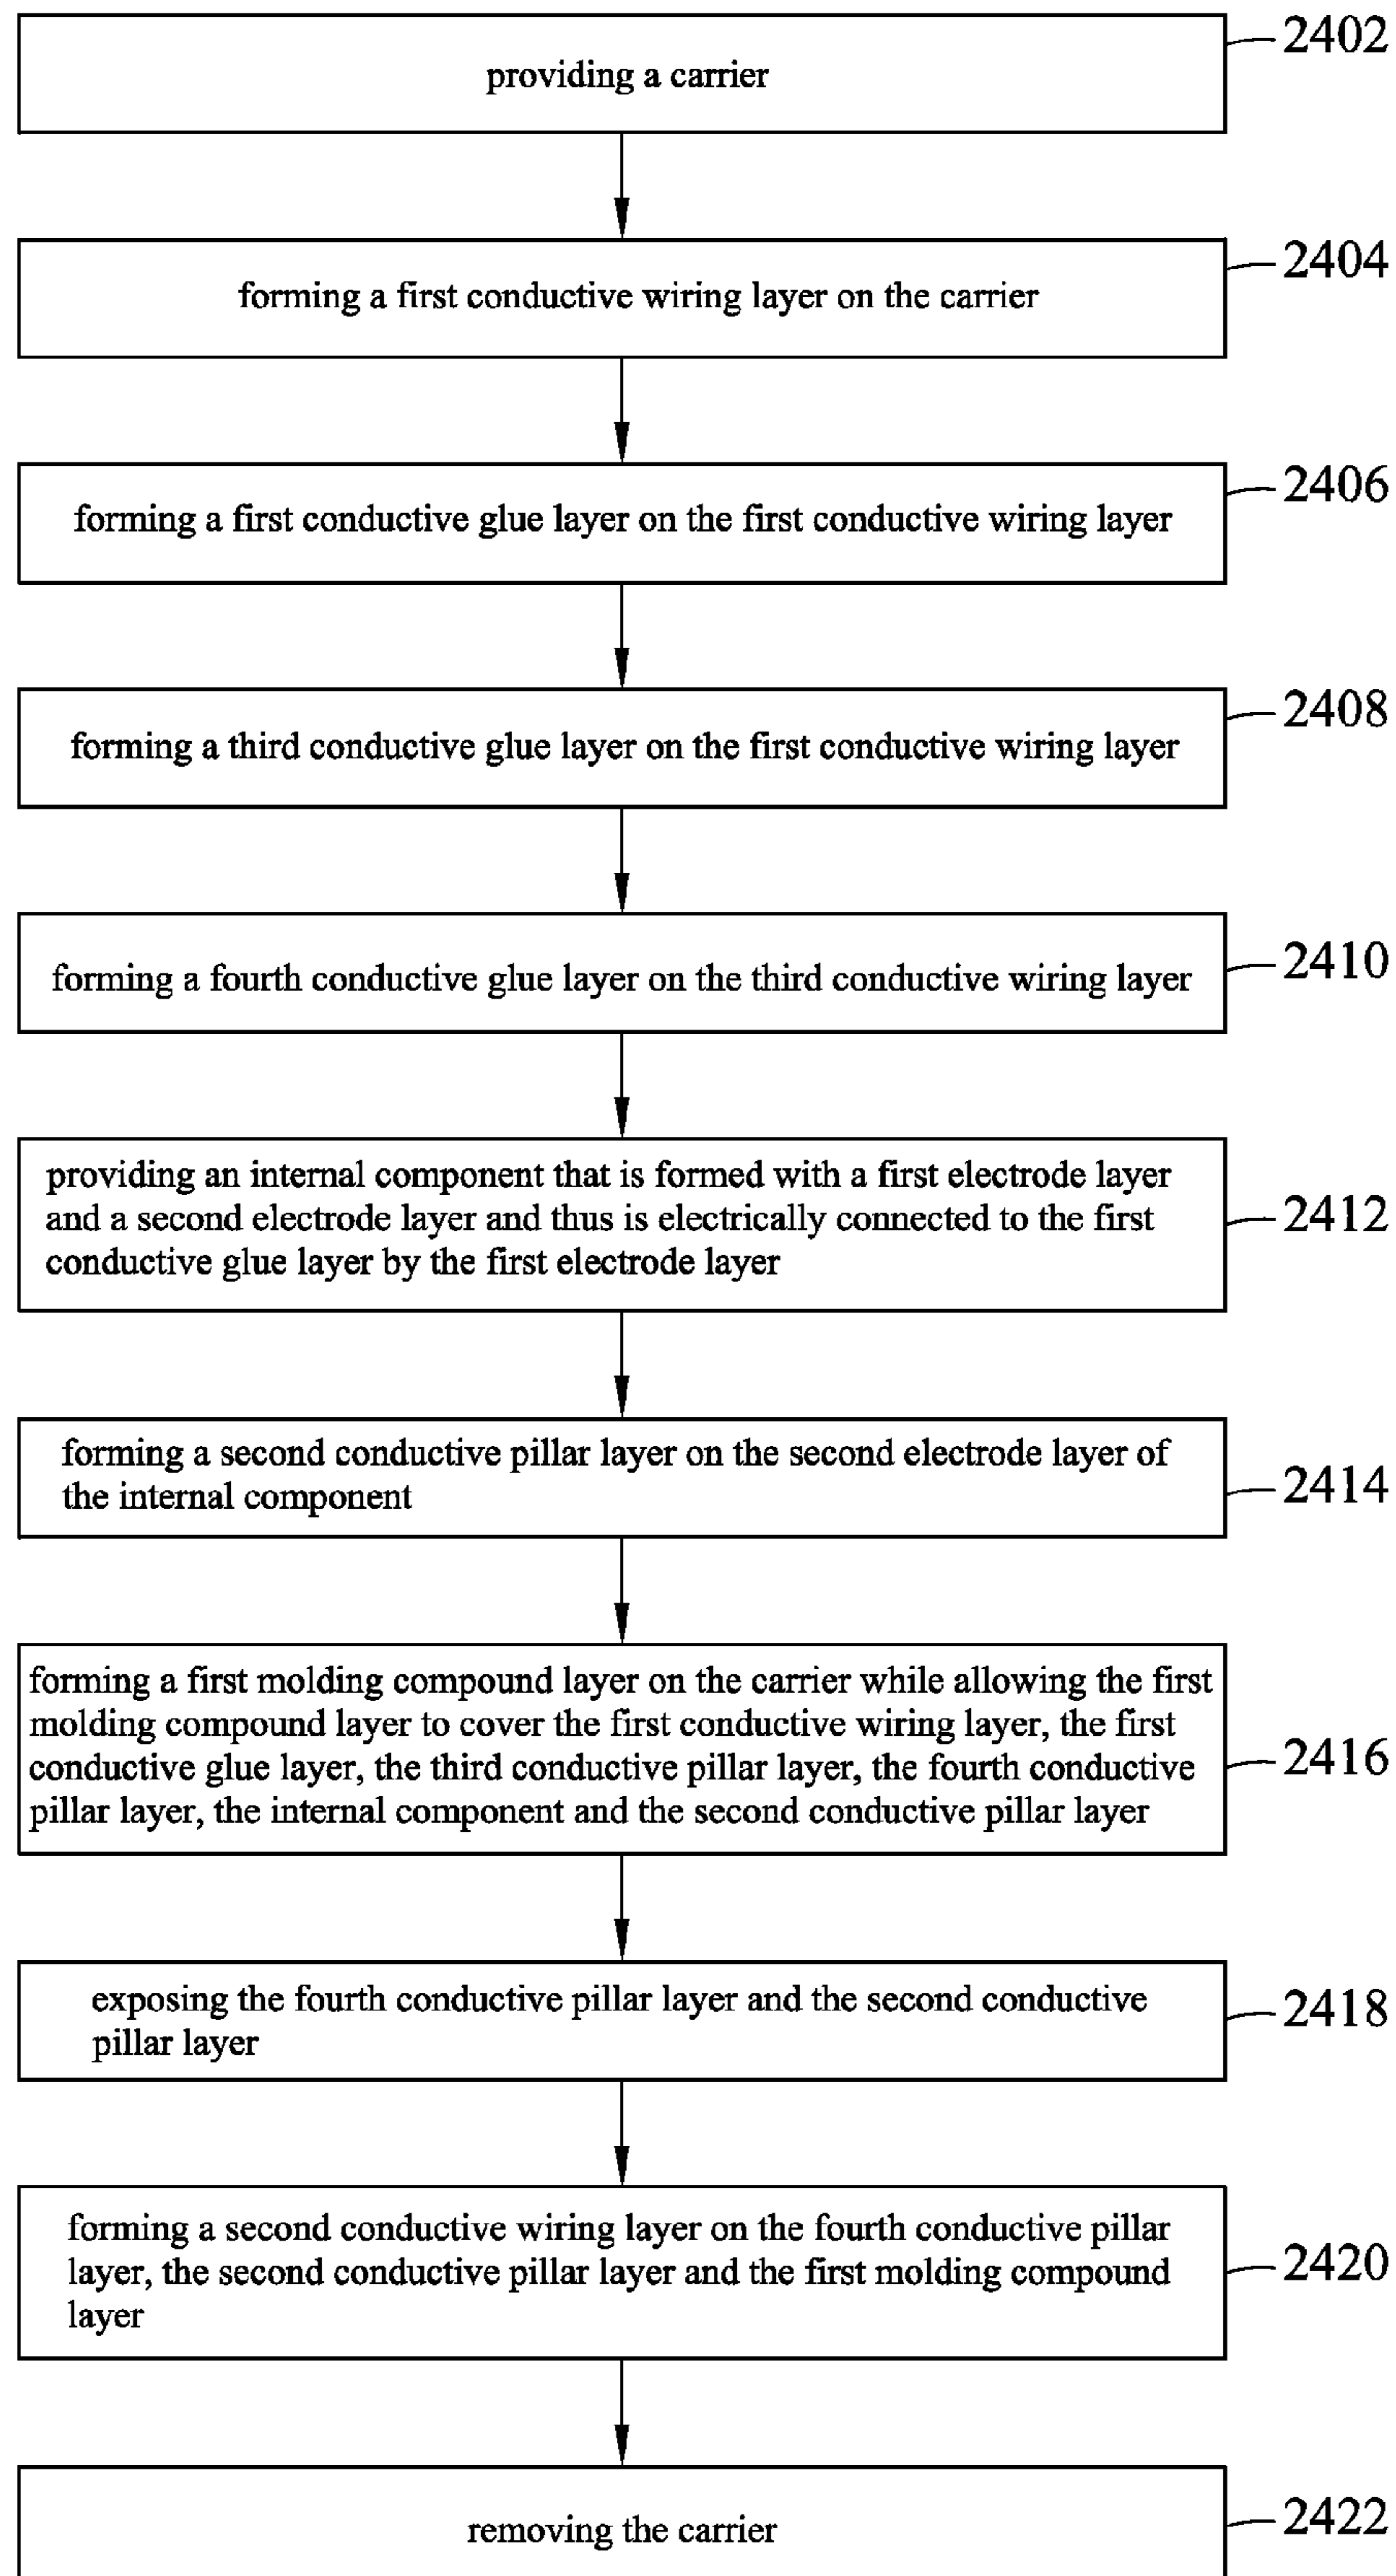 2402
providing a carrier
2404
forming a first conductive wiring layer on the carrier
2406
forming a first conductive glue layer on the first conductive wiring layer
2408
forming a third conductive glue layer on the first conductive wiring layer
2410
forming a fourth conductive glue layer on the third conductive wiring layer
providing an internal component that is formed with a first electrode layer
and a second electrode layer and thus is electrically connected to the first
conductive glue layer by the first electrode layer
2412
forming a second conductive pillar layer on the second electrode layer of
the internal component
2414
forming a first molding compound layer on the carrier while allowing the first
molding compound layer to cover the first conductive wiring layer, the first
conductive glue layer, the third conductive pillar layer, the fourth conductive
pillar layer, the internal component and the second conductive pillar layer
2416
exposing the fourth conductive pillar layer and the second conductive
pillar layer
2418
forming a second conductive wiring layer on the fourth conductive pillar
layer, the second conductive pillar layer and the first molding compound
layer
2420
removing the carrier
2422